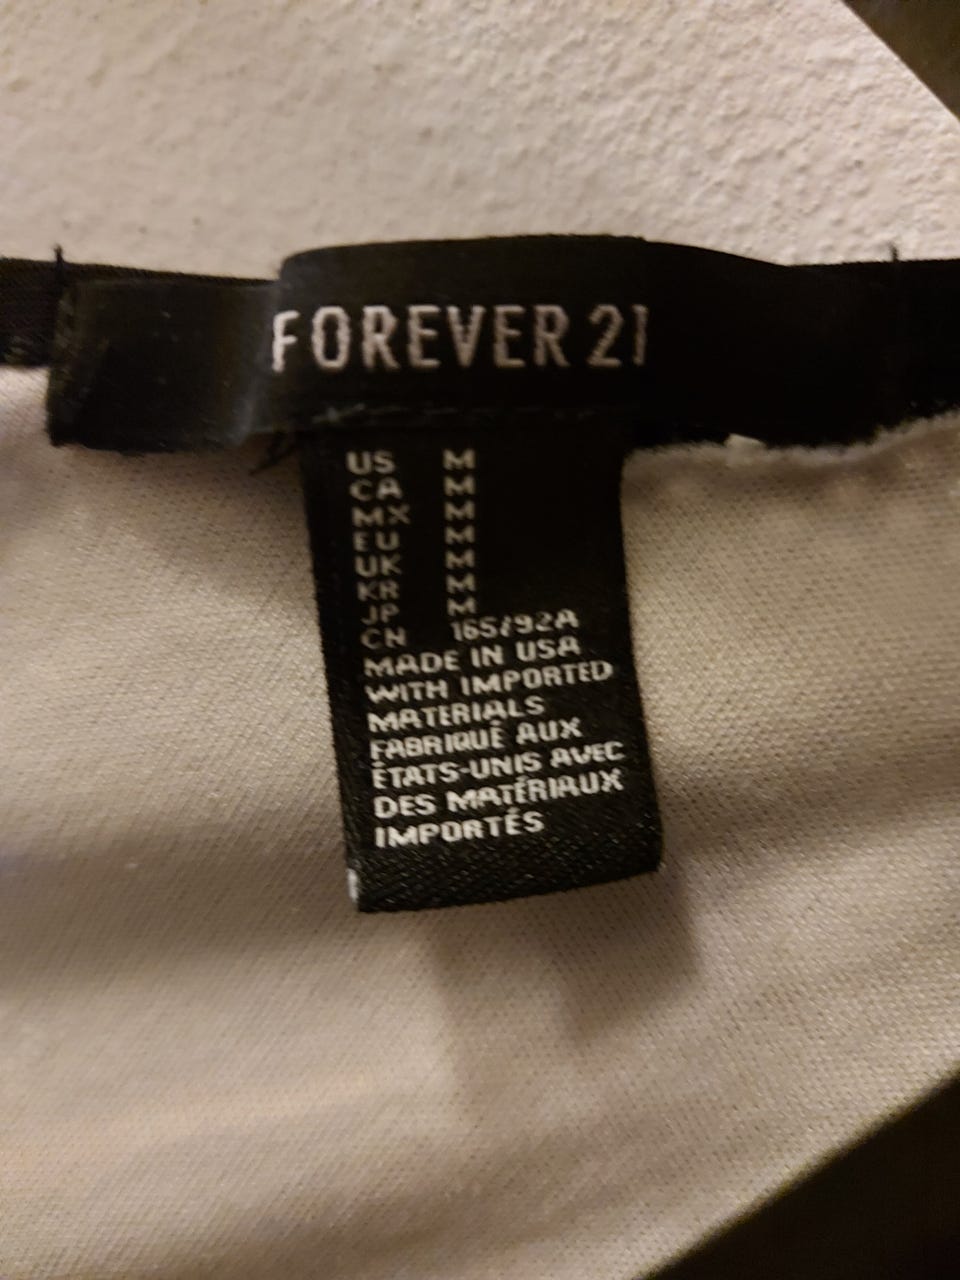 FOREVER 21
US M
CA M
MX M
EU M
UK M
KR M
JP M
CN 165/92A
MADE IN USA
WITH IMPORTED
MATERIALS
FABRIQUÉ AUX
ÉTATS-UNIS AVEC
DES MATÉRIAUX
IMPORTÉS